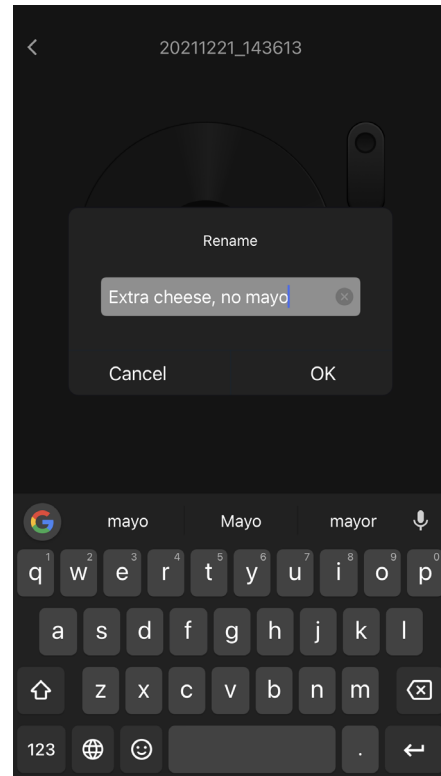 20211221_143613
Rename
Extra cheese, no mayo
Cancel OK
mayo Mayo mayor
1 2 3 4 5 6 7 8 9 0
q w e r t y u i o p
a s d f g h j k l
z x c v b n m
123 .